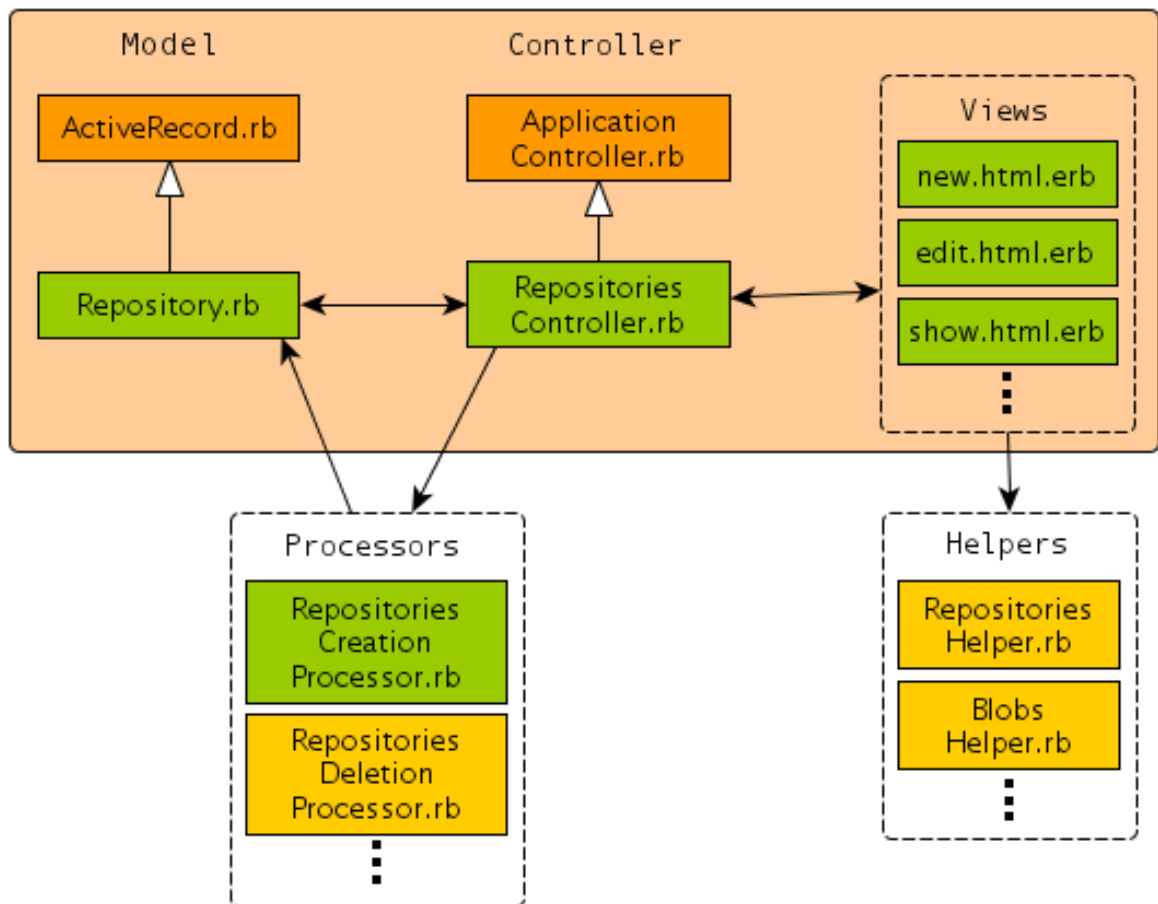 Model
Controller
ActiveRecord.rb
Application
Controller.rb
Views
new.html.erb
edit.html.erb
show.html.erb
Repository.rb
Repositories
Controller.rb
Processors
Repositories
Creation
Processor.rb
Repositories
Deletion
Processor.rb
Helpers
Repositories
Helper.rb
Blobs
Helper.rb